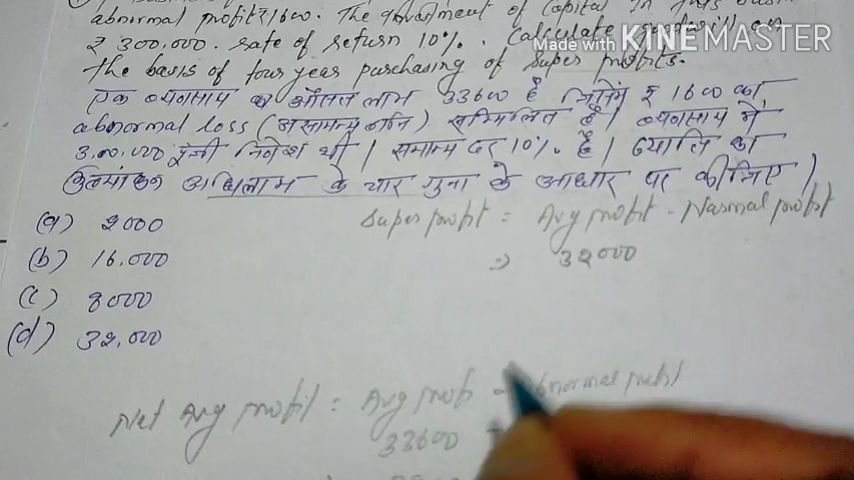 abnormal profit ₹1600. The investment of Capital in this
₹ 300,000. rate of return 10%. Calculate goodwill on
the basis of four year purchasing of super profits.
Made with KINEMASTER
एक व्यवसाय का औसत लाभ 33600 है जिसमें ₹ 1600 का
abnormal loss (असामान्य हानि) सम्मिलित है। व्यवसाय में
3,00,000 पूँजी निवेश थी। सामान्य दर 10% है। ख्याति का
मूल्यांकन अधिलाभ के चार गुना के आधार पर कीजिए।
(a) 2000
(b) 16,000
(c) 8000
(d) 32,000
Super profit = Avg profit - Normal profit
=> 32000
Net Avg profit = Avg profit - Abnormal profit
33600